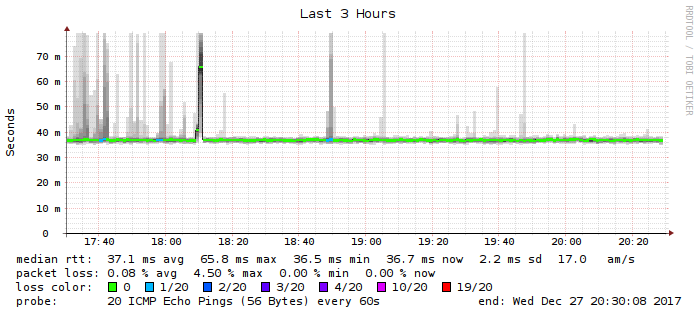 Last 3 Hours
RRDTOOL / TOBI OETIKER
Seconds
70 m
60 m
50 m
40 m
30 m
20 m
10 m
0
17:40 18:00 18:20 18:40 19:00 19:20 19:40 20:00 20:20
median rtt: 37.1 ms avg 65.8 ms max 36.5 ms min 36.7 ms now 2.2 ms sd 17.0 am/s
packet loss: 0.08 % avg 4.50 % max 0.00 % min 0.00 % now
loss color: 0 1/20 2/20 3/20 4/20 10/20 19/20
probe: 20 ICMP Echo Pings (56 Bytes) every 60s end: Wed Dec 27 20:30:08 2017